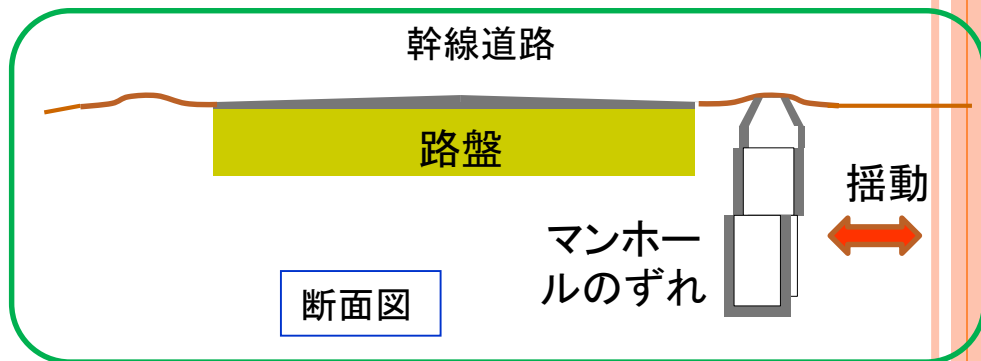 幹線道路
路盤
揺動
マンホー
ルのずれ
断面図